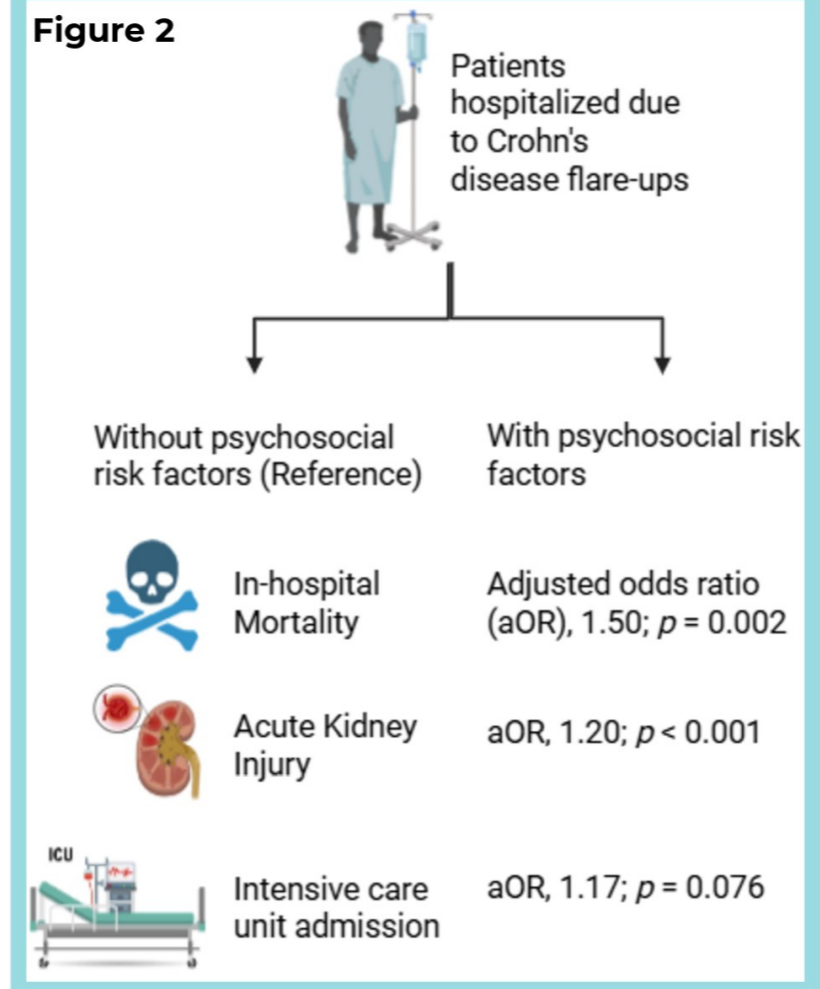 Figure 2
Patients
hospitalized due
to Crohn's
disease flare-ups
Without psychosocial
risk factors (Reference)
With psychosocial risk
factors
In-hospital
Mortality
Adjusted odds ratio
(aOR), 1.50; p = 0.002
Acute Kidney
Injury
aOR, 1.20; p < 0.001
ICU
Intensive care
unit admission
aOR, 1.17; p = 0.076